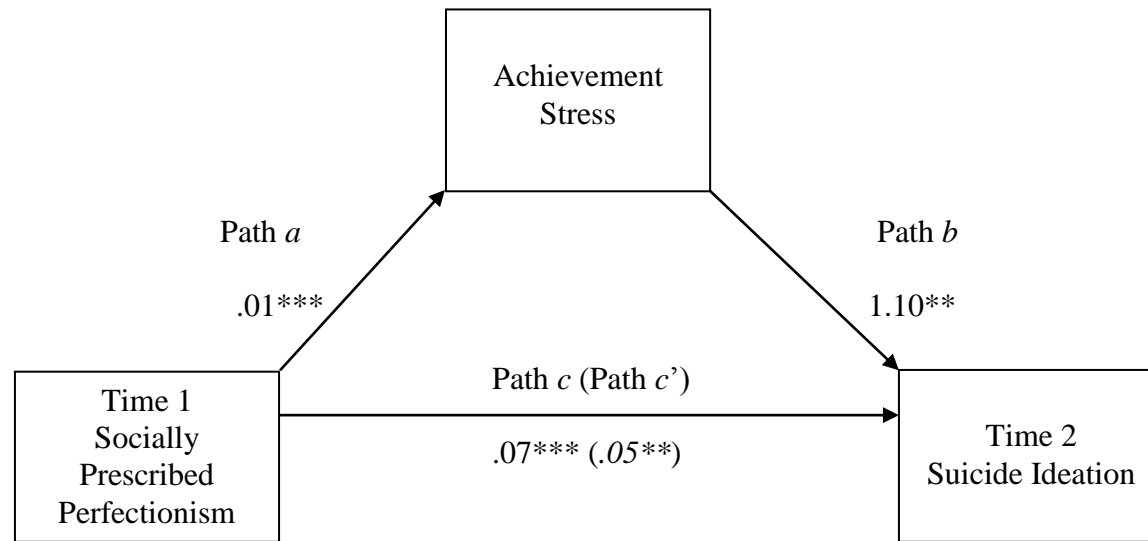 Achievement
Stress
Path a
Path b
.01***
1.10**
Path c (Path c’)
.07*** (.05**)
Time 1
Socially
Prescribed
Perfectionism
Time 2
Suicide Ideation